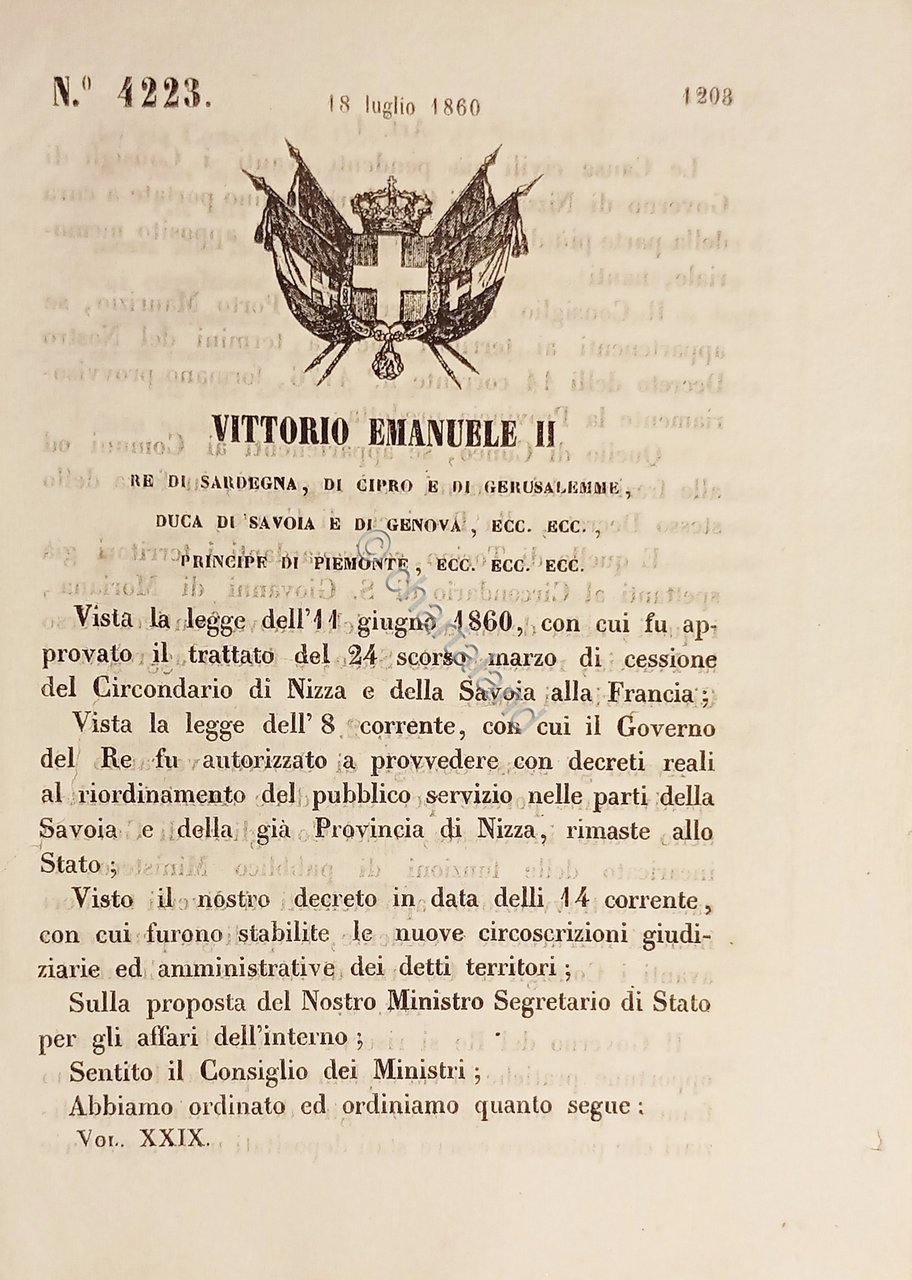 N.º 4223.
18 luglio 1860
1203
VITTORIO EMANUELE II
RE DI SARDEGNA, DI CIPRO E DI GERUSALEMME,
DUCA DI SAVOIA E DI GENOVA, ECC. ECC.,
PRINCIPE DI PIEMONTE, ECC. ECC. ECC.
Vista la legge dell'11 giugno 1860, con cui fu ap-
provato il trattato del 24 scorso marzo di cessione
del Circondario di Nizza e della Savoia alla Francia;
Vista la legge dell'8 corrente, con cui il Governo
del Re fu autorizzato a provvedere con decreti reali
al riordinamento del pubblico servizio nelle parti della
Savoia e della già Provincia di Nizza, rimaste allo
Stato;
Visto il nostro decreto in data delli 14 corrente,
con cui furono stabilite le nuove circoscrizioni giudi-
ziarie ed amministrative dei detti territori;
Sulla proposta del Nostro Ministro Segretario di Stato
per gli affari dell'interno;
Sentito il Consiglio dei Ministri;
Abbiamo ordinato ed ordiniamo quanto segue:
VOL. XXIX.